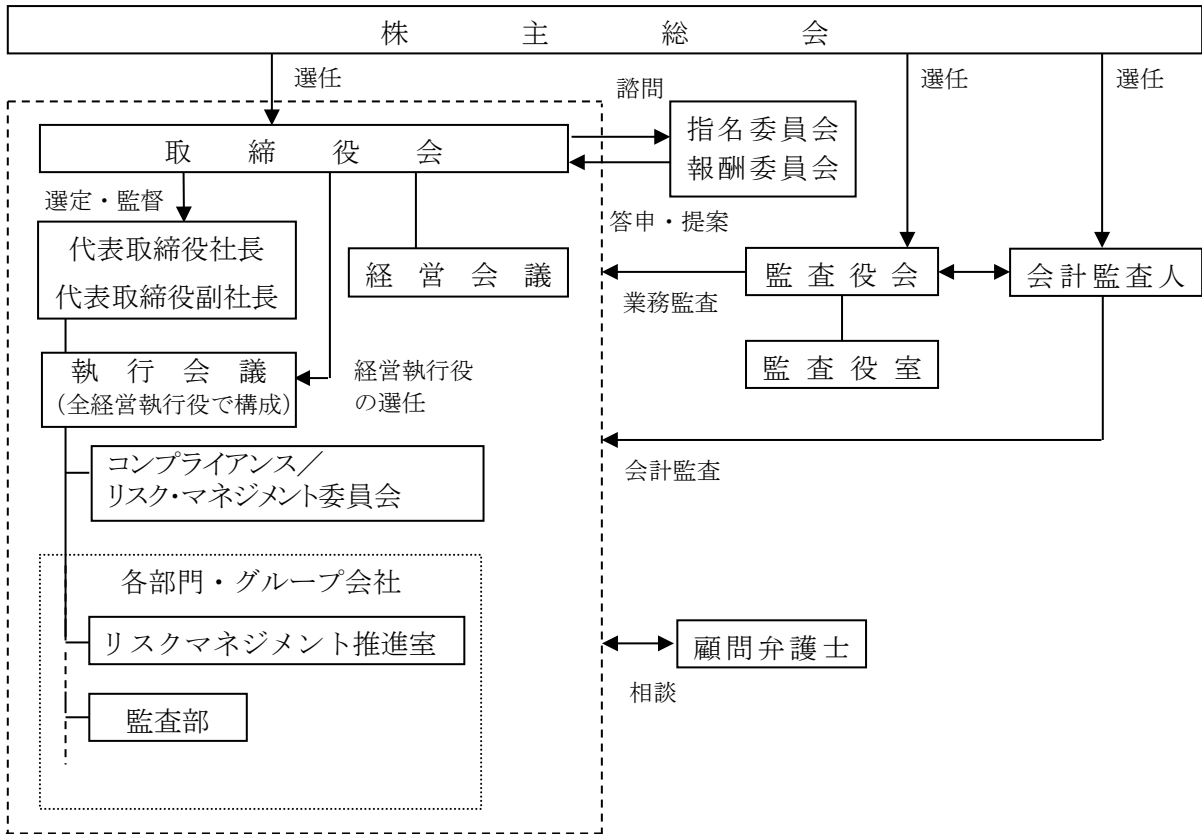 株主総会
選任
選任
選任
諮問
取締役会
指名委員会
報酬委員会
選定・監督
答申・提案
代表取締役社長
代表取締役副社長
経営会議
監査役会
会計監査人
業務監査
監査役室
執行会議
(全経営執行役で構成)
経営執行役
の選任
会計監査
コンプライアンス／
リスク・マネジメント委員会
各部門・グループ会社
リスクマネジメント推進室
顧問弁護士
相談
監査部